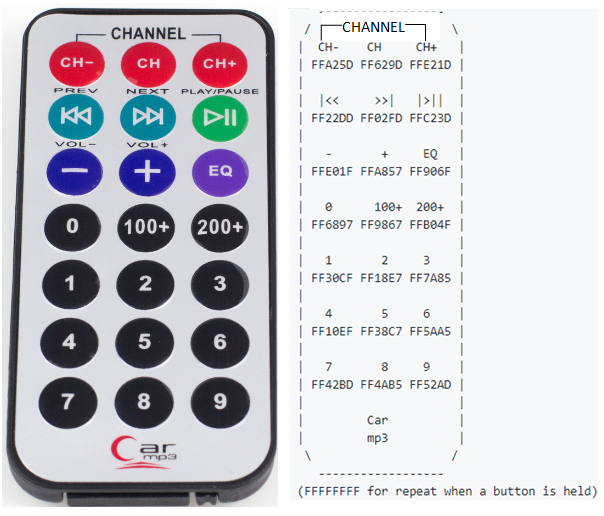 CHANNEL
CH− CH CH+
PREV NEXT PLAY/PAUSE
VOL− VOL+
− + EQ
0 100+ 200+
1 2 3
4 5 6
7 8 9
Car
mp3
CHANNEL
CH- CH CH+
FFA25D FF629D FFE21D
|<< >>| |>||
FF22DD FF02FD FFC23D
- + EQ
FFE01F FFA857 FF906F
0 100+ 200+
FF6897 FF9867 FFB04F
1 2 3
FF30CF FF18E7 FF7A85
4 5 6
FF10EF FF38C7 FF5AA5
7 8 9
FF42BD FF4AB5 FF52AD
Car
mp3
(FFFFFFFF for repeat when a button is held)